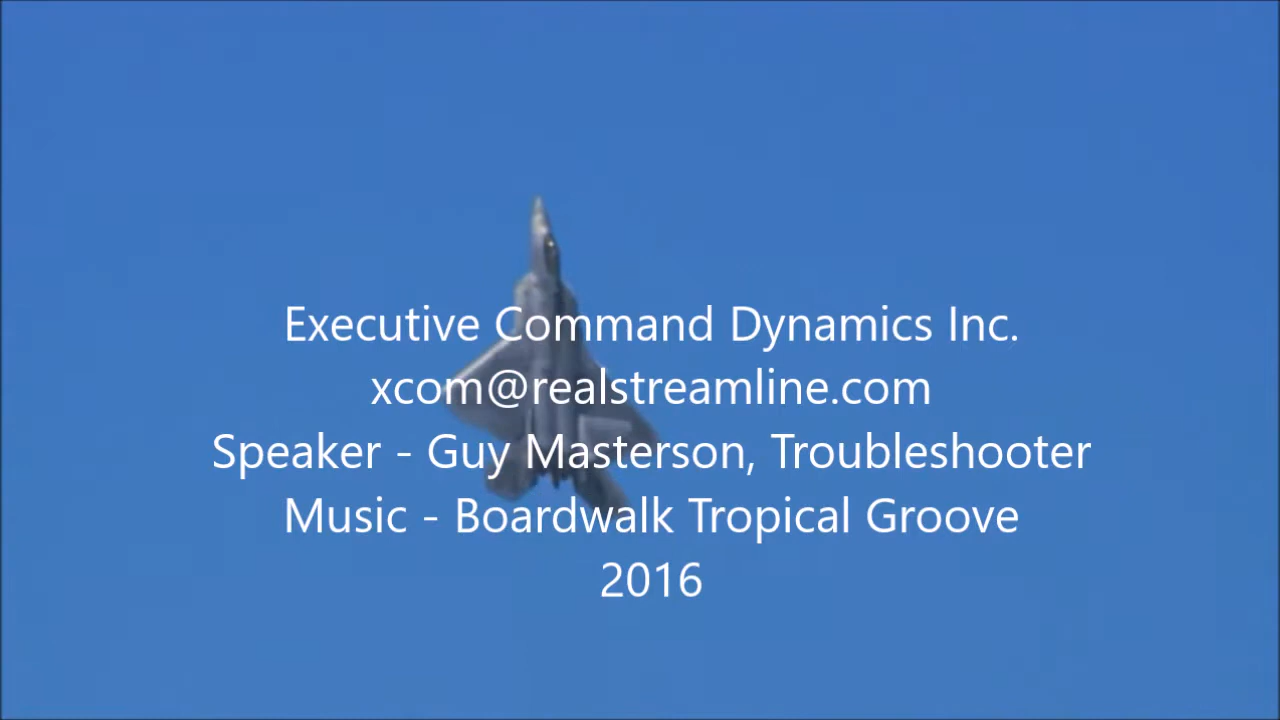 Executive Command Dynamics Inc.
xcom@realstreamline.com
Speaker - Guy Masterson, Troubleshooter
Music - Boardwalk Tropical Groove
2016